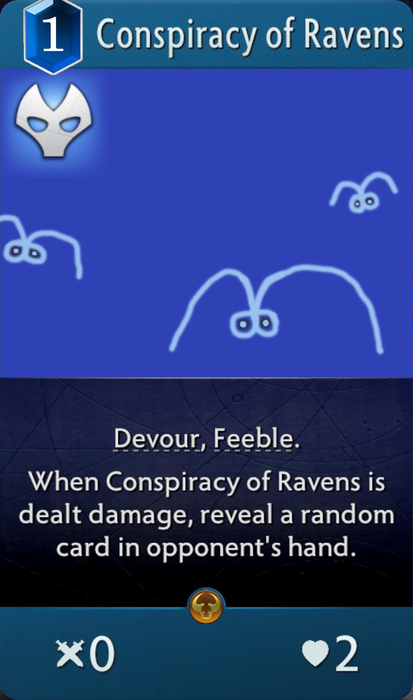 1 Conspiracy of Ravens
Devour, Feeble.
When Conspiracy of Ravens is
dealt damage, reveal a random
card in opponent's hand.
0 2